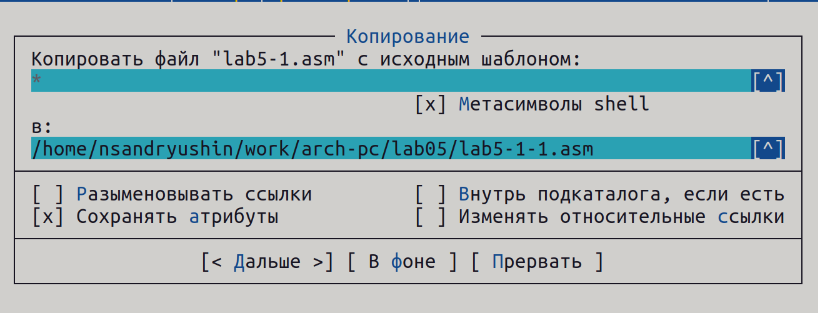 Копирование
Копировать файл "lab5-1.asm" с исходным шаблоном:
* [^]
[x] Метасимволы shell
в:
/home/nsandryushin/work/arch-pc/lab05/lab5-1-1.asm [^]
[ ] Разыменовывать ссылки [ ] Внутрь подкаталога, если есть
[x] Сохранять атрибуты [ ] Изменять относительные ссылки
[< Дальше >] [ В фоне ] [ Прервать ]